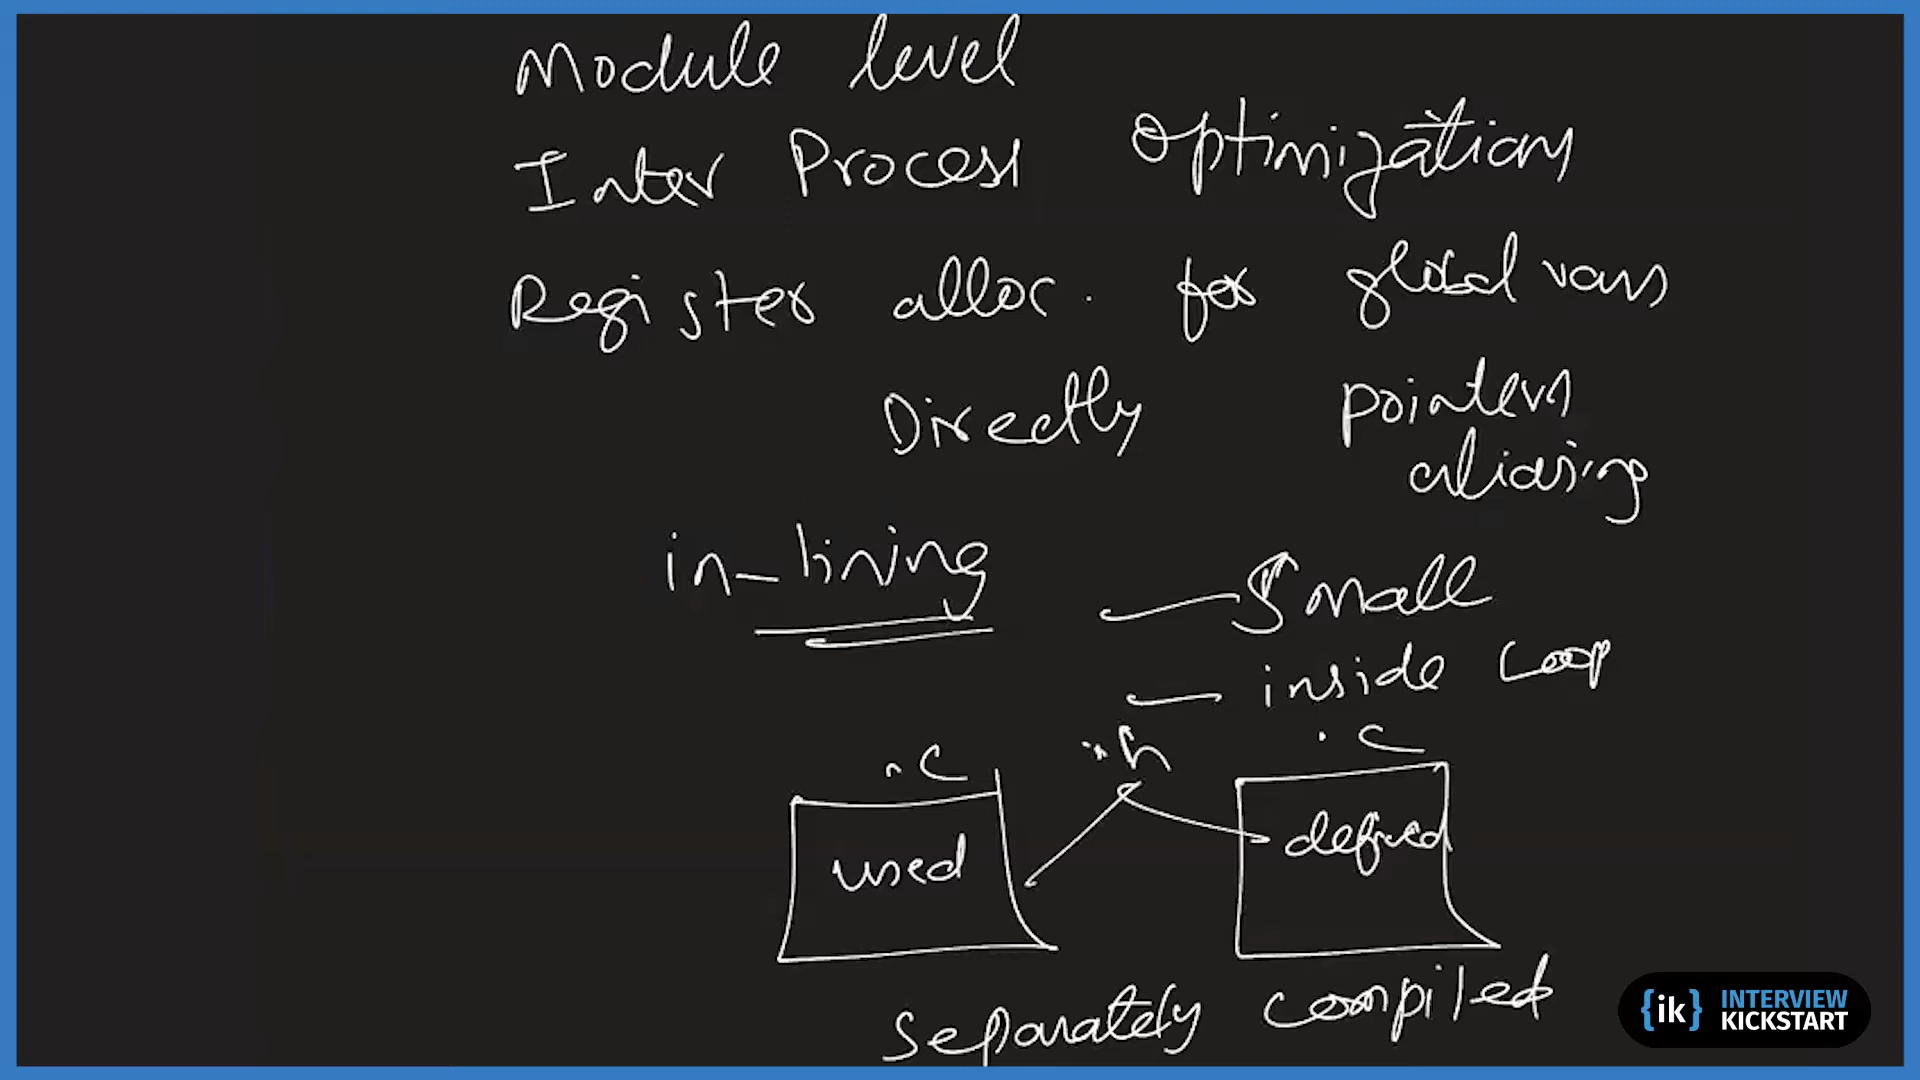 Module level
Inter Process Optimizations
Register alloc. for global vars
Directly pointers
aliasing
in-lining
- Small
- inside loop
.c .h .c
used defined
separately compiled
{ik} INTERVIEW
KICKSTART